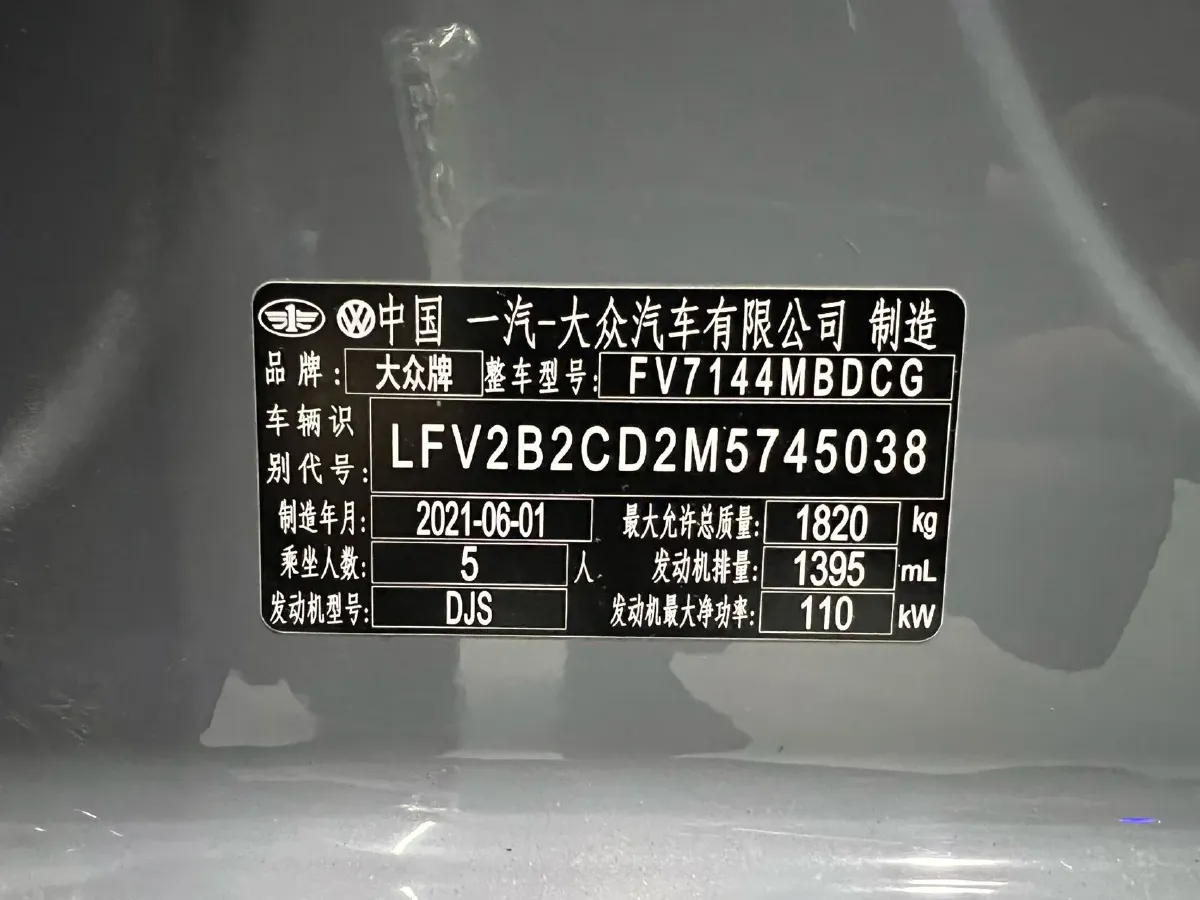 中国 一汽-大众汽车有限公司 制造
品牌: 大众牌 整车型号: FV7144MBDCG
车辆识别代号: LFV2B2CD2M5745038
制造年月: 2021-06-01 最大允许总质量: 1820 kg
乘坐人数: 5 人 发动机排量: 1395 mL
发动机型号: DJS 发动机最大净功率: 110 kW